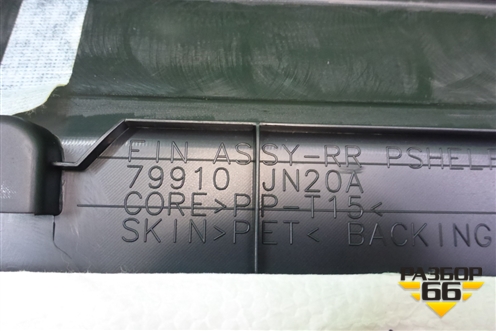 FIN ASSY-RR PSHELF
79910 JN20A
CORE>PP-T15<
SKIN>PET< BACKING
РАЗБОР
66